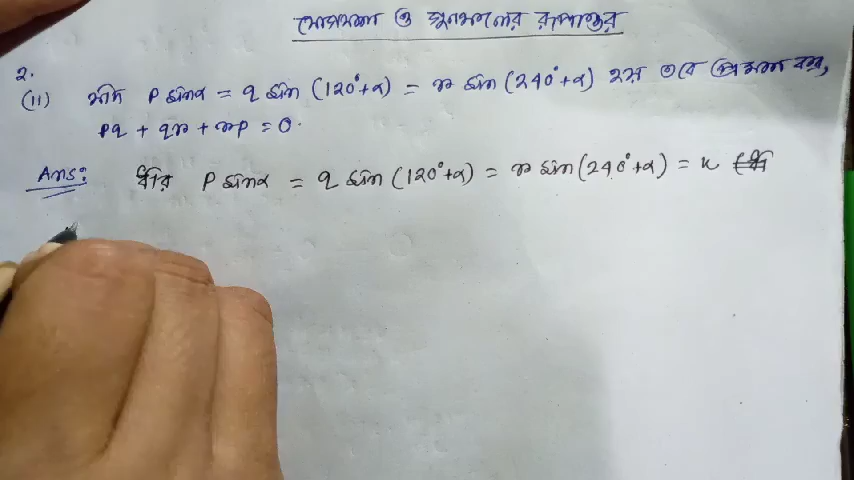 যোগফল ও গুণফলের রূপান্তর
2.
(ii) যদি p sinα = q sin (120°+α) = r sin (240°+α) হয় তবে প্রমাণ কর,
pq + qr + rp = 0.
Ans: ধরি p sinα = q sin (120°+α) = r sin (240°+α) = k